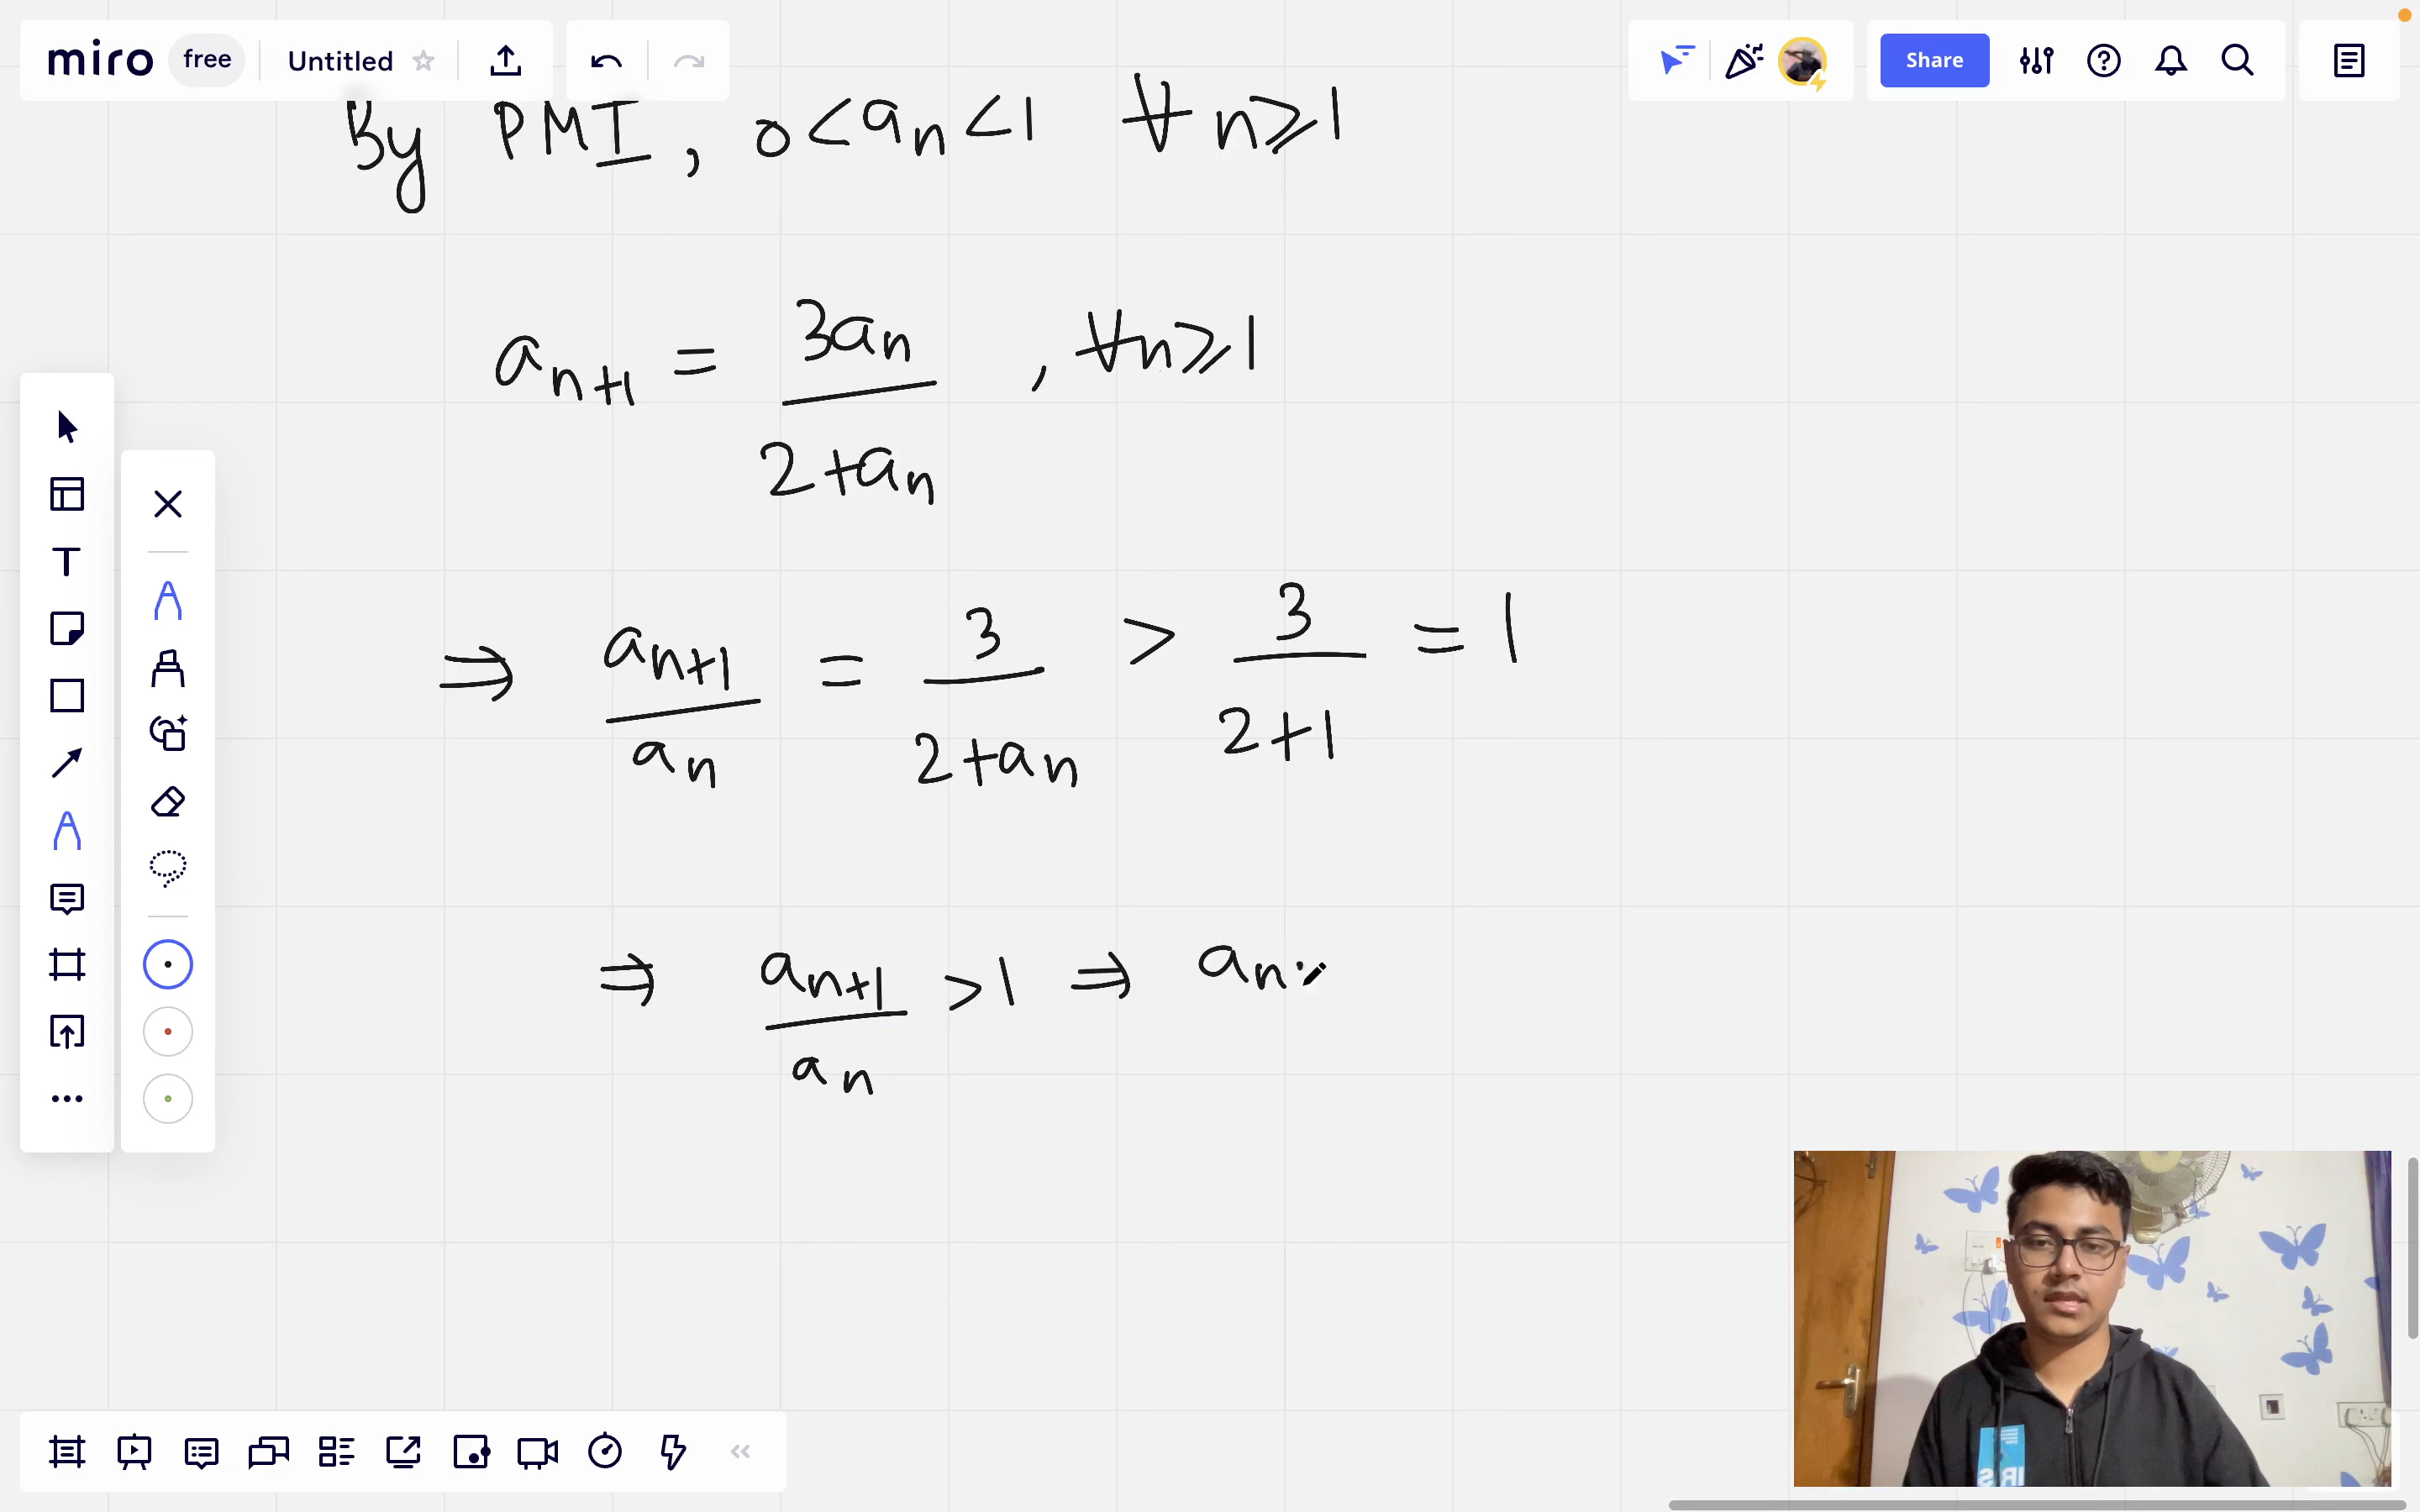 miro free Untitled Share
By PMI, 0 < aₙ < 1 ∀ n ⩾ 1
aₙ₊₁ = 3aₙ / 2+aₙ , ∀n ⩾ 1
⇒ aₙ₊₁ / aₙ = 3 / 2+aₙ > 3 / 2+1 = 1
⇒ aₙ₊₁ / aₙ > 1 ⇒ aₙ